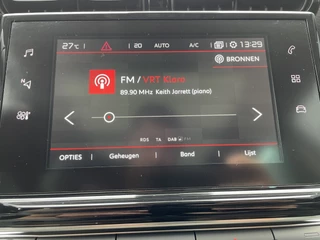 27°C 20 AUTO A/C 13:29
BRONNEN
FM / VRT Klara
89.90 MHz Keith Jarrett (piano)
RDS TA DAB FM
OPTIES Geheugen Band Lijst